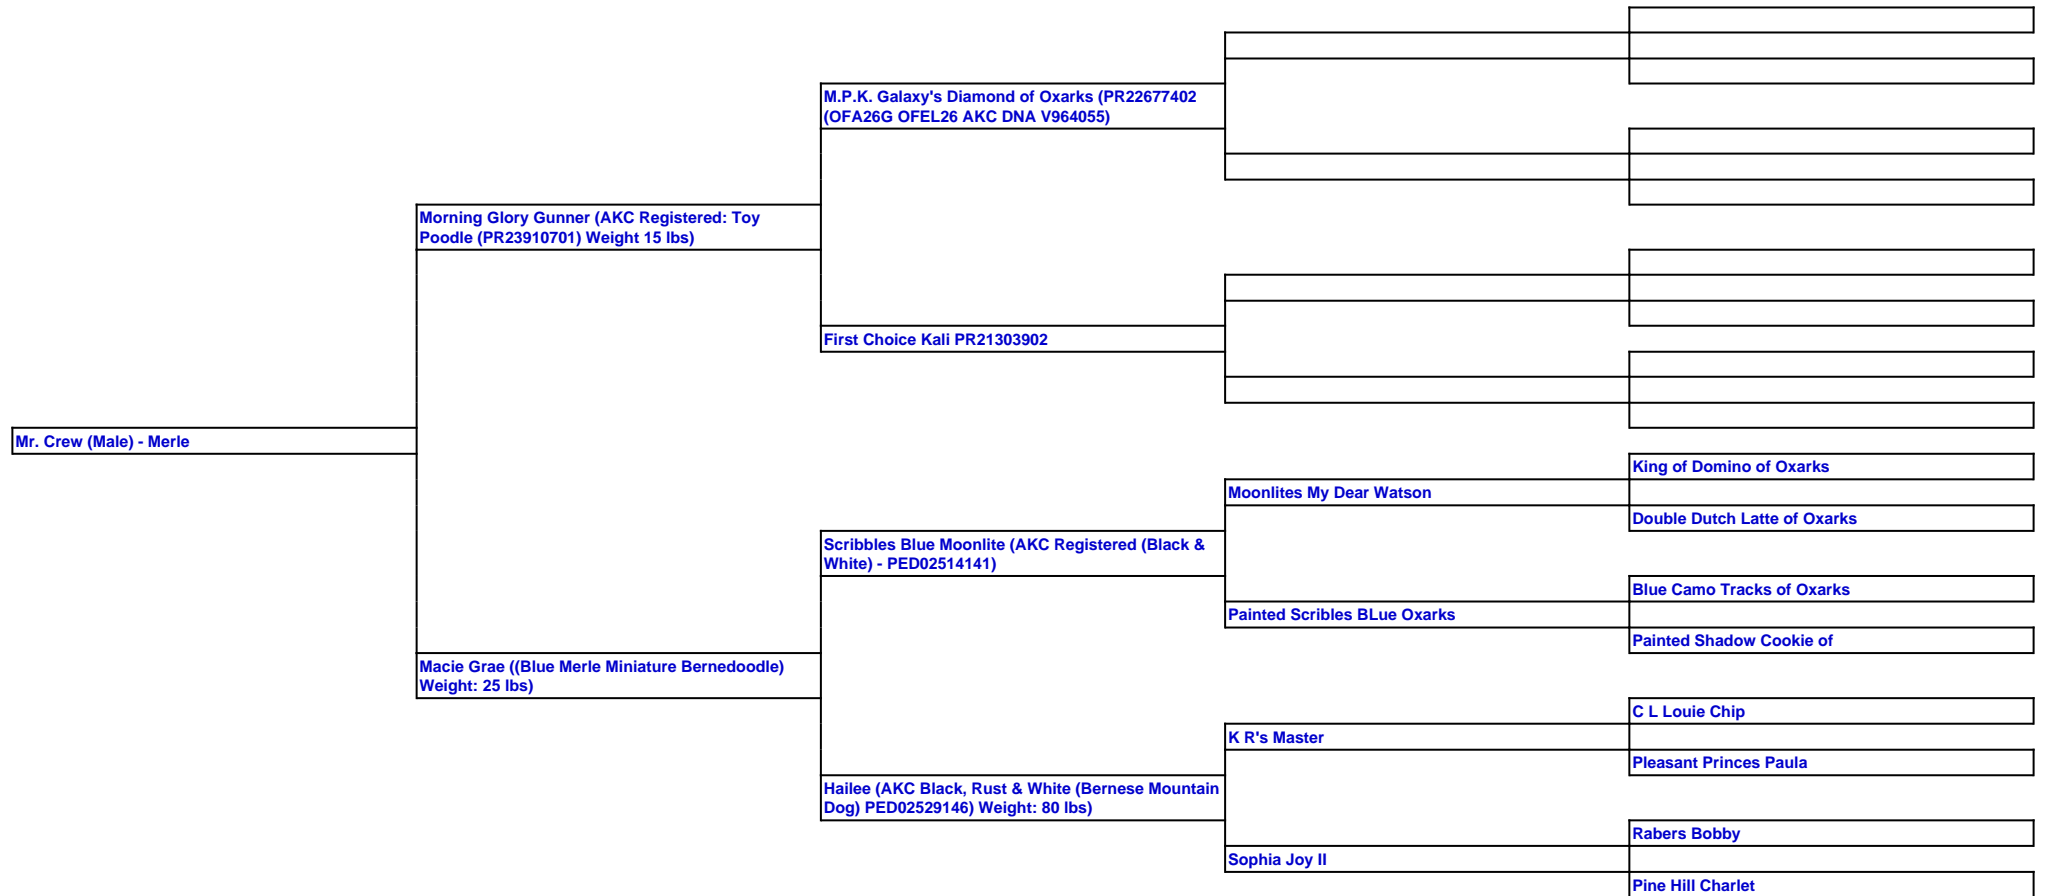 M.P.K. Galaxy's Diamond of Oxarks (PR22677402
(OFA26G OFEL26 AKC DNA V964055)
Morning Glory Gunner (AKC Registered: Toy
Poodle (PR23910701) Weight 15 lbs)
First Choice Kali PR21303902
Mr. Crew (Male) - Merle
King of Domino of Oxarks
Moonlites My Dear Watson
Double Dutch Latte of Oxarks
Scribbles Blue Moonlite (AKC Registered (Black &
White) - PED02514141)
Blue Camo Tracks of Oxarks
Painted Scribles BLue Oxarks
Painted Shadow Cookie of
Macie Grae ((Blue Merle Miniature Bernedoodle)
Weight: 25 lbs)
C L Louie Chip
K R's Master
Pleasant Princes Paula
Hailee (AKC Black, Rust & White (Bernese Mountain
Dog) PED02529146) Weight: 80 lbs)
Rabers Bobby
Sophia Joy II
Pine Hill Charlet